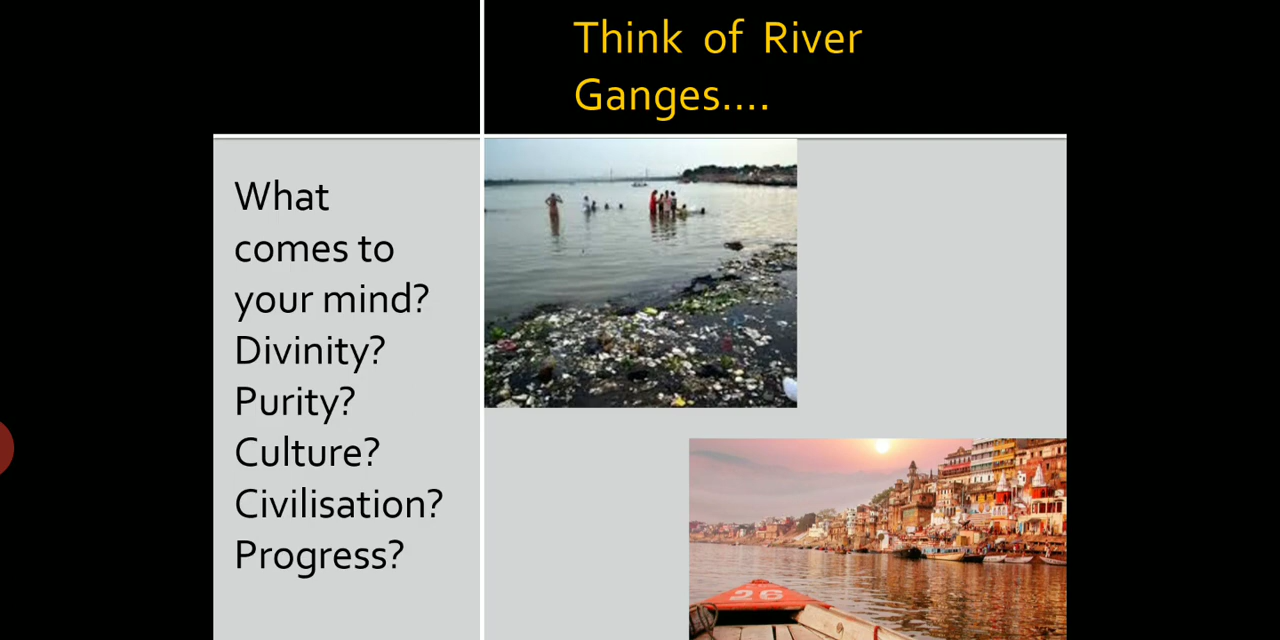 Think of River
Ganges....
What
comes to
your mind?
Divinity?
Purity?
Culture?
Civilisation?
Progress?
26